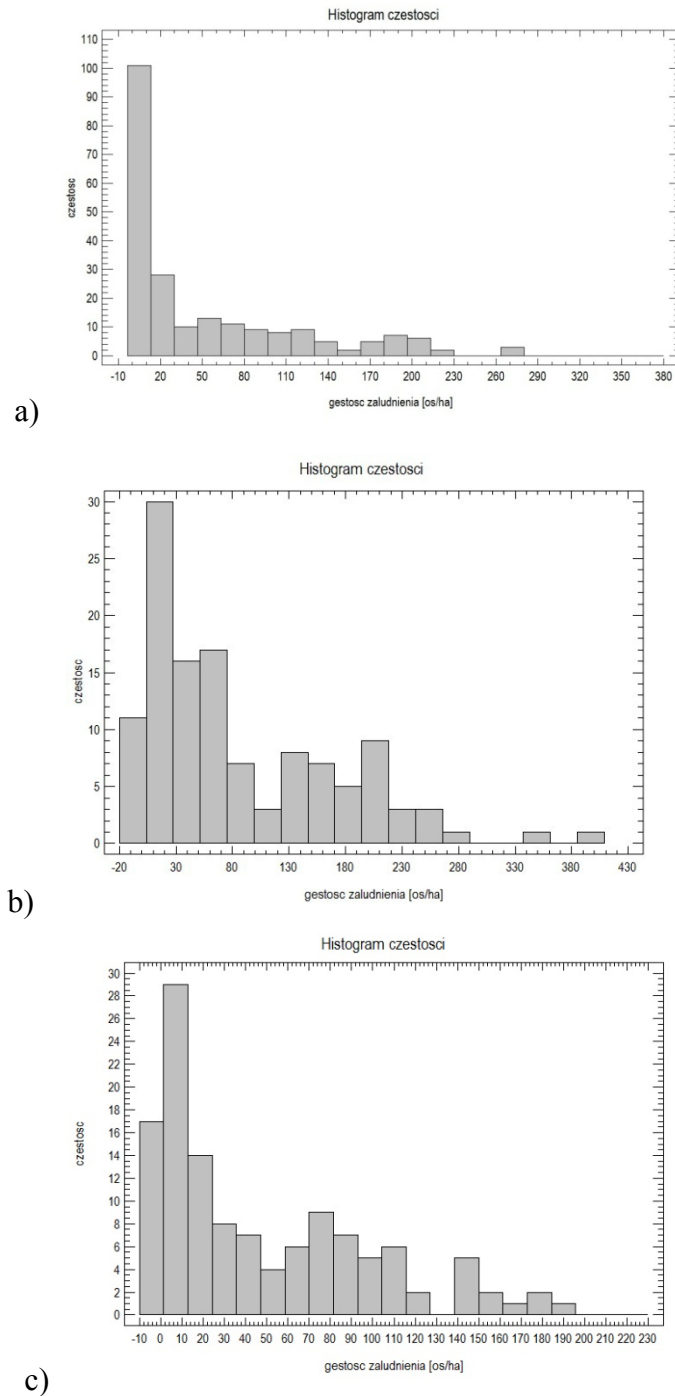 Histogram czestosci
110
100
90
80
70
60
50
40
30
20
10
0
czestosc
-10 20 50 80 110 140 170 200 230 260 290 320 350 380
gestosc zaludnienia [os/ha]
a)
Histogram czestosci
30
25
20
15
10
5
0
czestosc
-20 30 80 130 180 230 280 330 380 430
gestosc zaludnienia [os/ha]
b)
Histogram czestosci
30
28
26
24
22
20
18
16
14
12
10
8
6
4
2
0
czestosc
-10 0 10 20 30 40 50 60 70 80 90 100 110 120 130 140 150 160 170 180 190 200 210 220 230
gestosc zaludnienia [os/ha]
c)